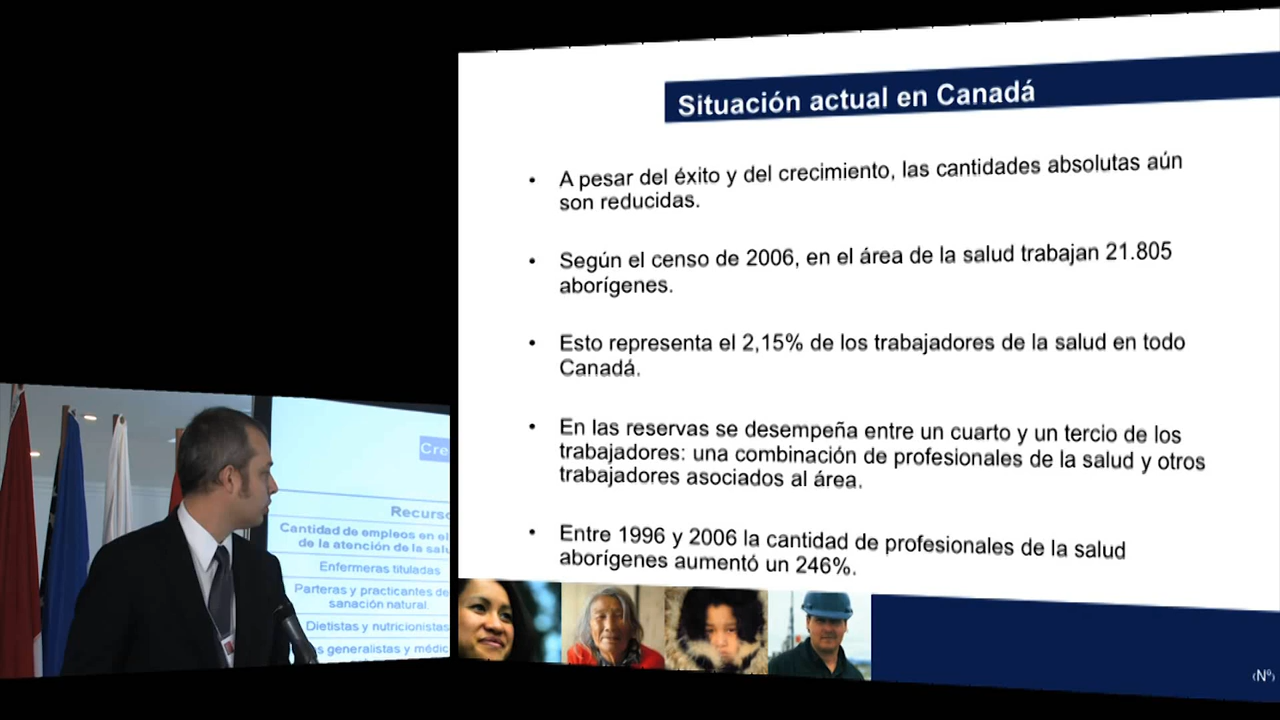 Situación actual en Canadá
• A pesar del éxito y del crecimiento, las cantidades absolutas aún
son reducidas.
• Según el censo de 2006, en el área de la salud trabajan 21.805
aborígenes.
• Esto representa el 2,15% de los trabajadores de la salud en todo
Canadá.
• En las reservas se desempeña entre un cuarto y un tercio de los
trabajadores: una combinación de profesionales de la salud y otros
trabajadores asociados al área.
• Entre 1996 y 2006 la cantidad de profesionales de la salud
aborígenes aumentó un 246%.
‹Nº›
Cre
Recurso
Cantidad de empleos en el
de la atención de la salu
Enfermeras tituladas
Parteras y practicantes de
sanación natural
Dietistas y nutricionistas
s generalistas y médic